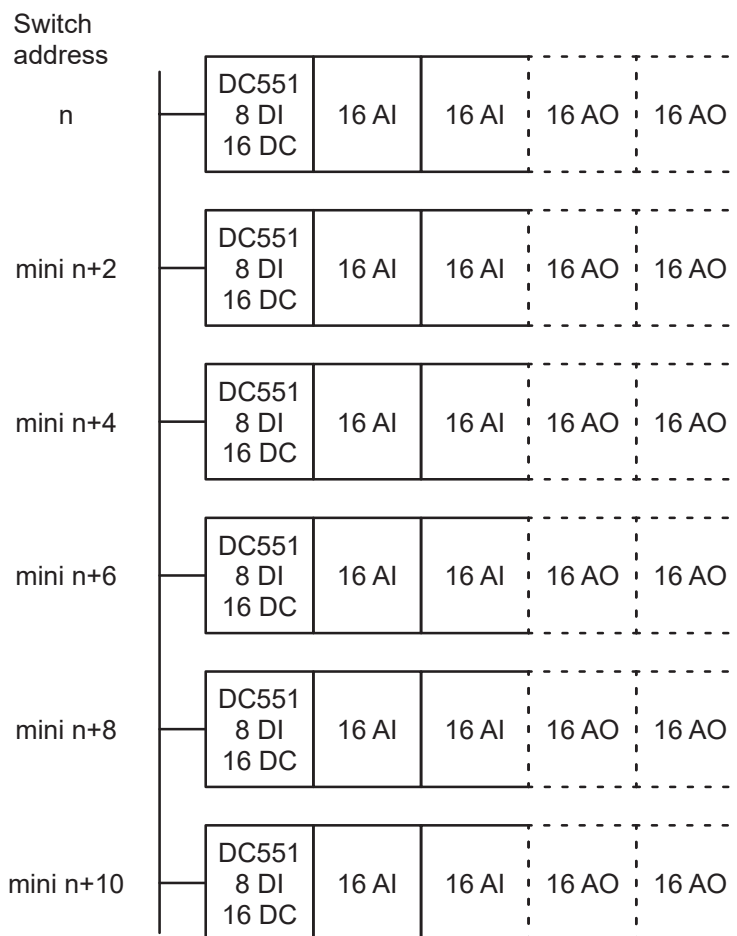 Switch
address
n
DC551
8 DI
16 DC
16 AI
16 AI
16 AO
16 AO
mini n+2
DC551
8 DI
16 DC
16 AI
16 AI
16 AO
16 AO
mini n+4
DC551
8 DI
16 DC
16 AI
16 AI
16 AO
16 AO
mini n+6
DC551
8 DI
16 DC
16 AI
16 AI
16 AO
16 AO
mini n+8
DC551
8 DI
16 DC
16 AI
16 AI
16 AO
16 AO
mini n+10
DC551
8 DI
16 DC
16 AI
16 AI
16 AO
16 AO